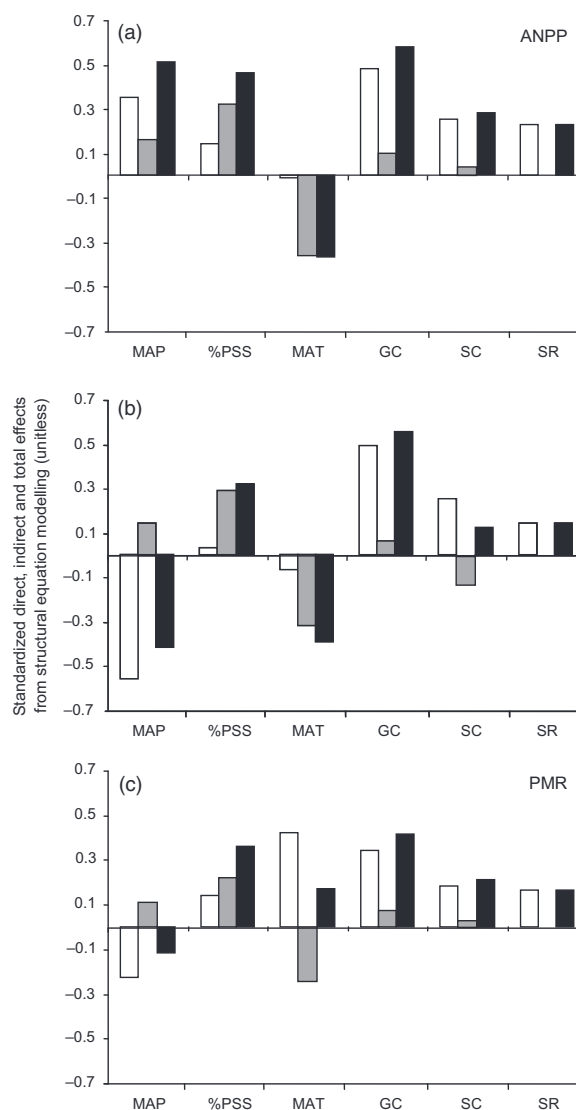 0.7
(a)
ANPP
0.5
0.3
0.1
–0.1
–0.3
–0.5
–0.7
MAP %PSS MAT GC SC SR
0.7
(b)
0.5
0.3
0.1
–0.1
–0.3
–0.5
–0.7
MAP %PSS MAT GC SC SR
Standardized direct, indirect and total effects
from structural equation modelling (unitless)
0.7
(c)
PMR
0.5
0.3
0.1
–0.1
–0.3
–0.5
–0.7
MAP %PSS MAT GC SC SR